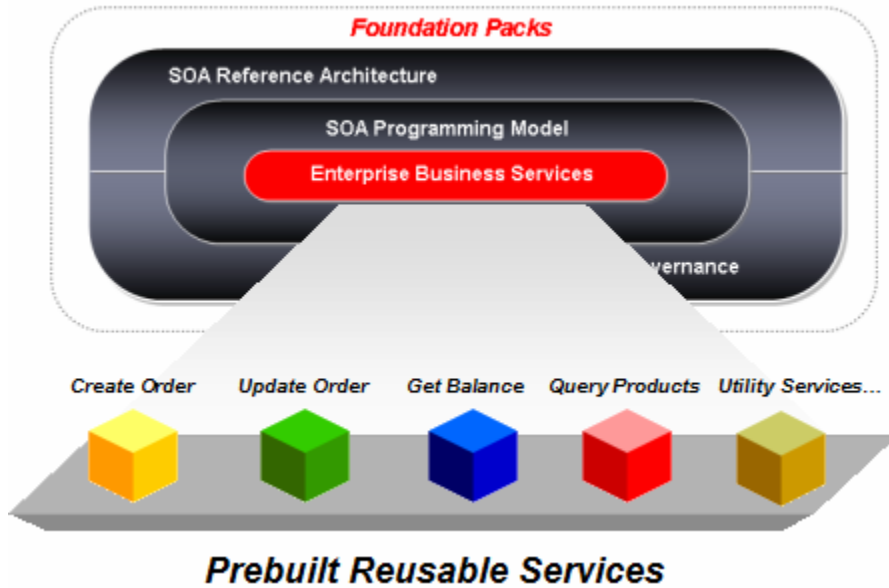 Foundation Packs
SOA Reference Architecture
SOA Programming Model
Enterprise Business Services
Create Order
Update Order
Get Balance
Query Products
Utility Services...
Prebuilt Reusable Services